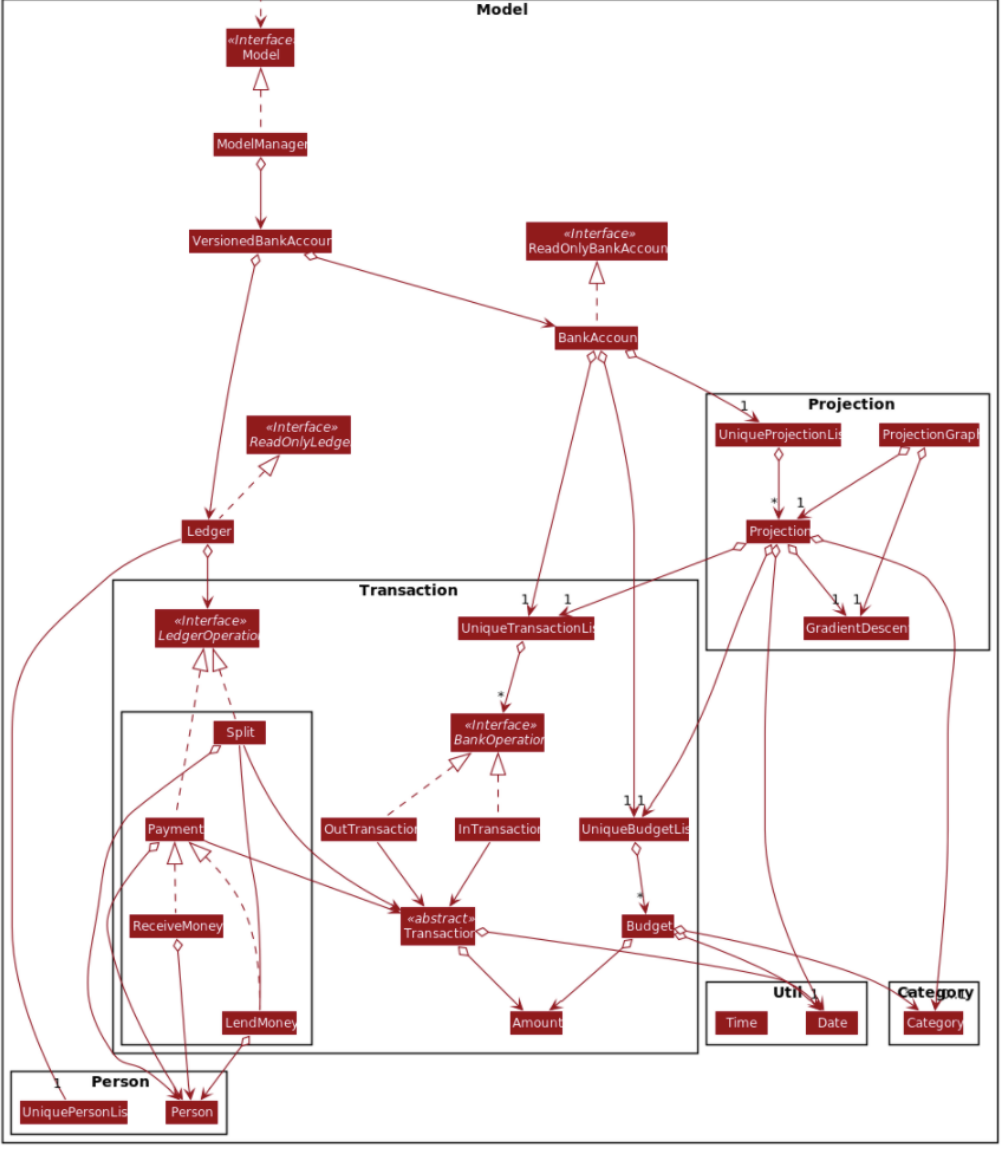 Model
«Interface
Model
ModelManager
VersionedBankAccoun
«Interface»
ReadOnlyBankAccoun
BankAccoun
Projection
1
UniqueProjectionLis
ProjectionGraph
«Interface»
ReadOnlyLedge
*
1
Ledger
Projection
Transaction
1
1
1
1
«Interface»
LedgerOperatio
UniqueTransactionLis
GradientDescen
*
Split
«Interface»
BankOperation
1
1
Payment
OutTransaction
InTransaction
UniqueBudgetLis
*
ReceiveMoney
«abstract»
Transaction
Budget
Util
1
Category
LendMoney
Amount
Time
Date
Category
Person
1
UniquePersonLis
Person